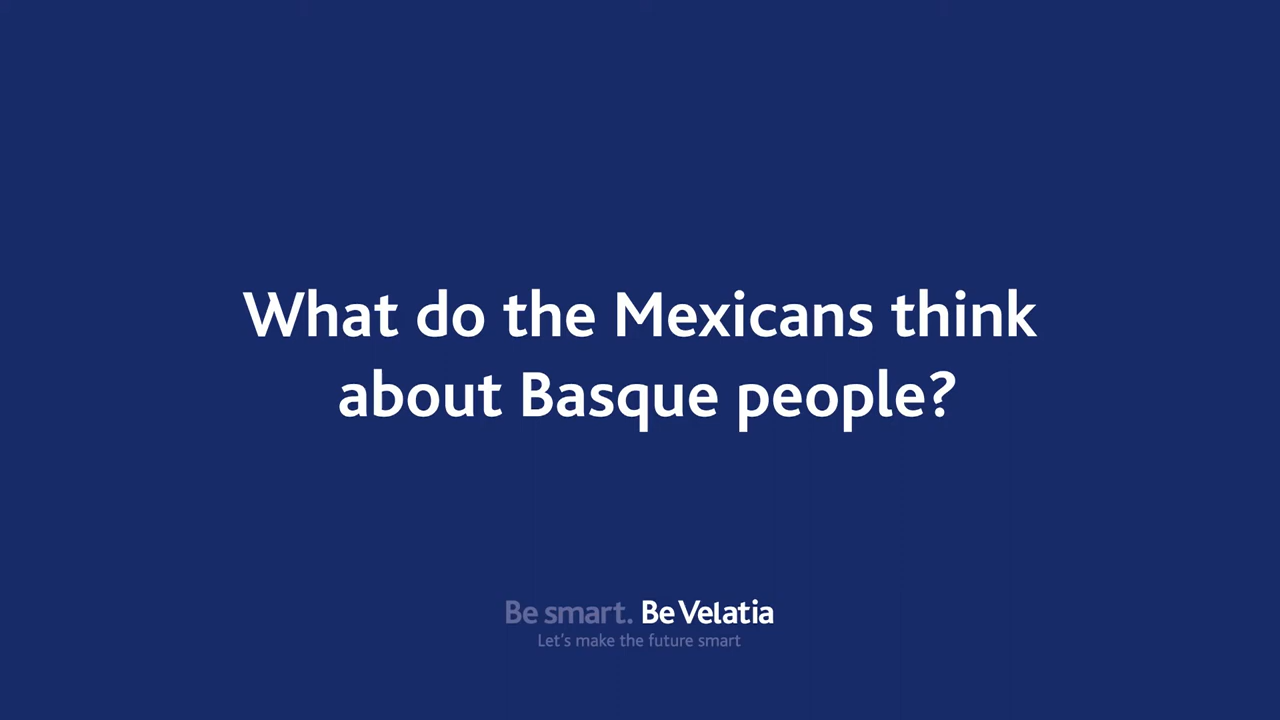 What do the Mexicans think
about Basque people?
Be smart. Be Velatia
Let's make the future smart